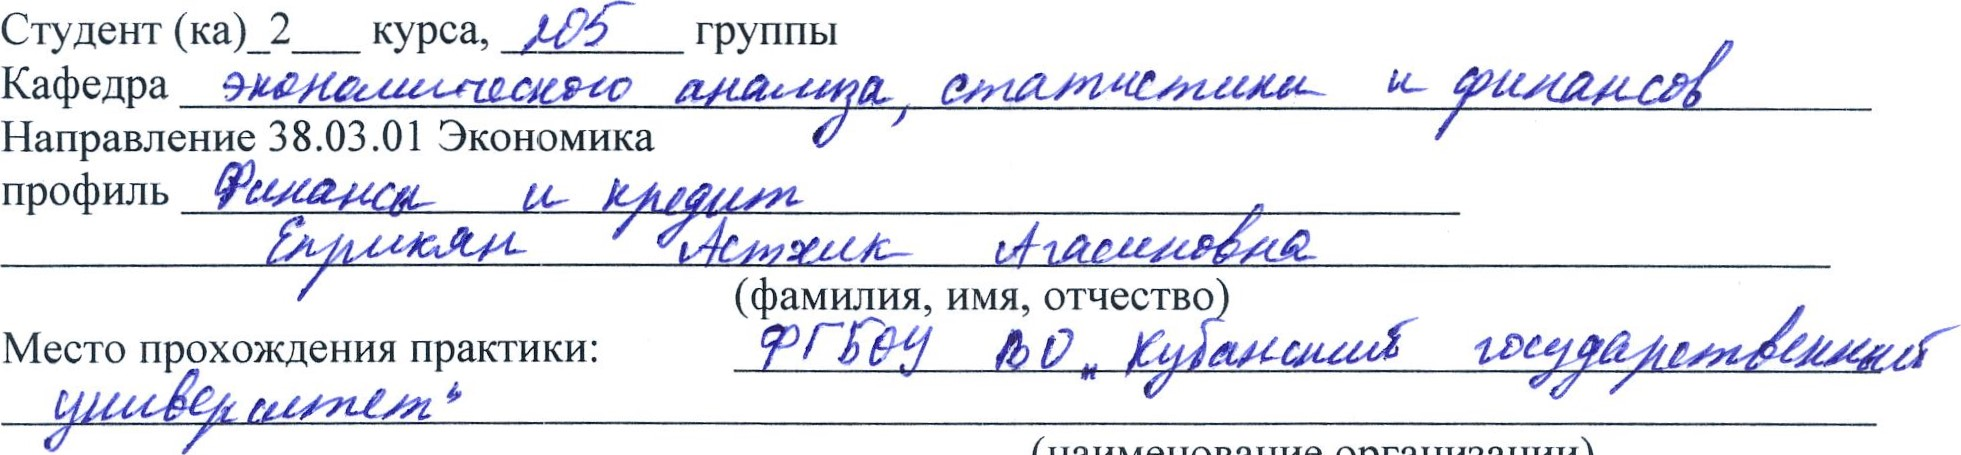 Студент (ка)_2___ курса, 205 группы
Кафедра экономического анализа, статистики и финансов
Направление 38.03.01 Экономика
профиль Финансы и кредит
Еприкян Астхик Агасиновна
(фамилия, имя, отчество)
Место прохождения практики: ФГБОУ ВО „Кубанский государственный
университет“
(наименование организации)